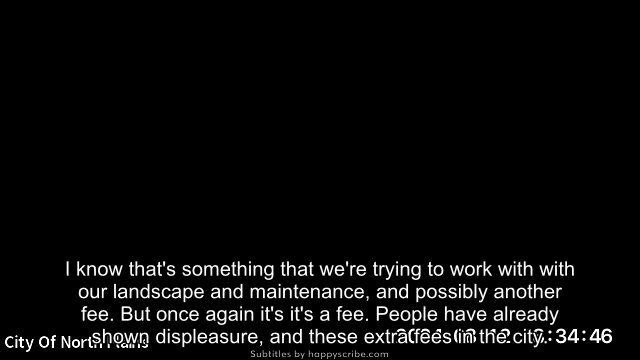 I know that's something that we're trying to work with with
our landscape and maintenance, and possibly another
fee. But once again it's it's a fee. People have already
shown displeasure, and these extra fees in the city.
City Of North Plains
:34:46
Subtitles by happyscribe.com